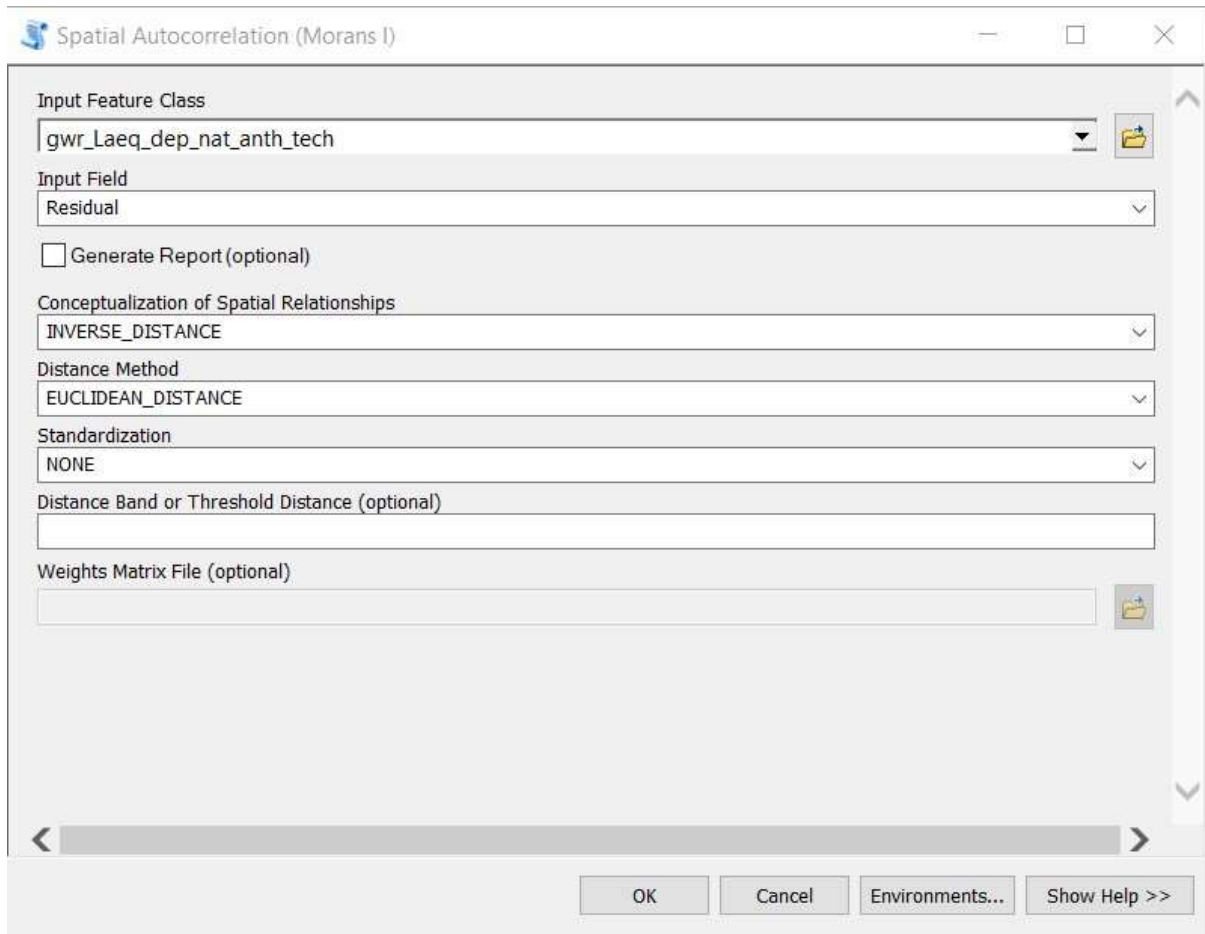 Spatial Autocorrelation (Morans I)
Input Feature Class
gwr_Laeq_dep_nat_anth_tech
Input Field
Residual
Generate Report (optional)
Conceptualization of Spatial Relationships
INVERSE_DISTANCE
Distance Method
EUCLIDEAN_DISTANCE
Standardization
NONE
Distance Band or Threshold Distance (optional)
Weights Matrix File (optional)
OK Cancel Environments... Show Help >>